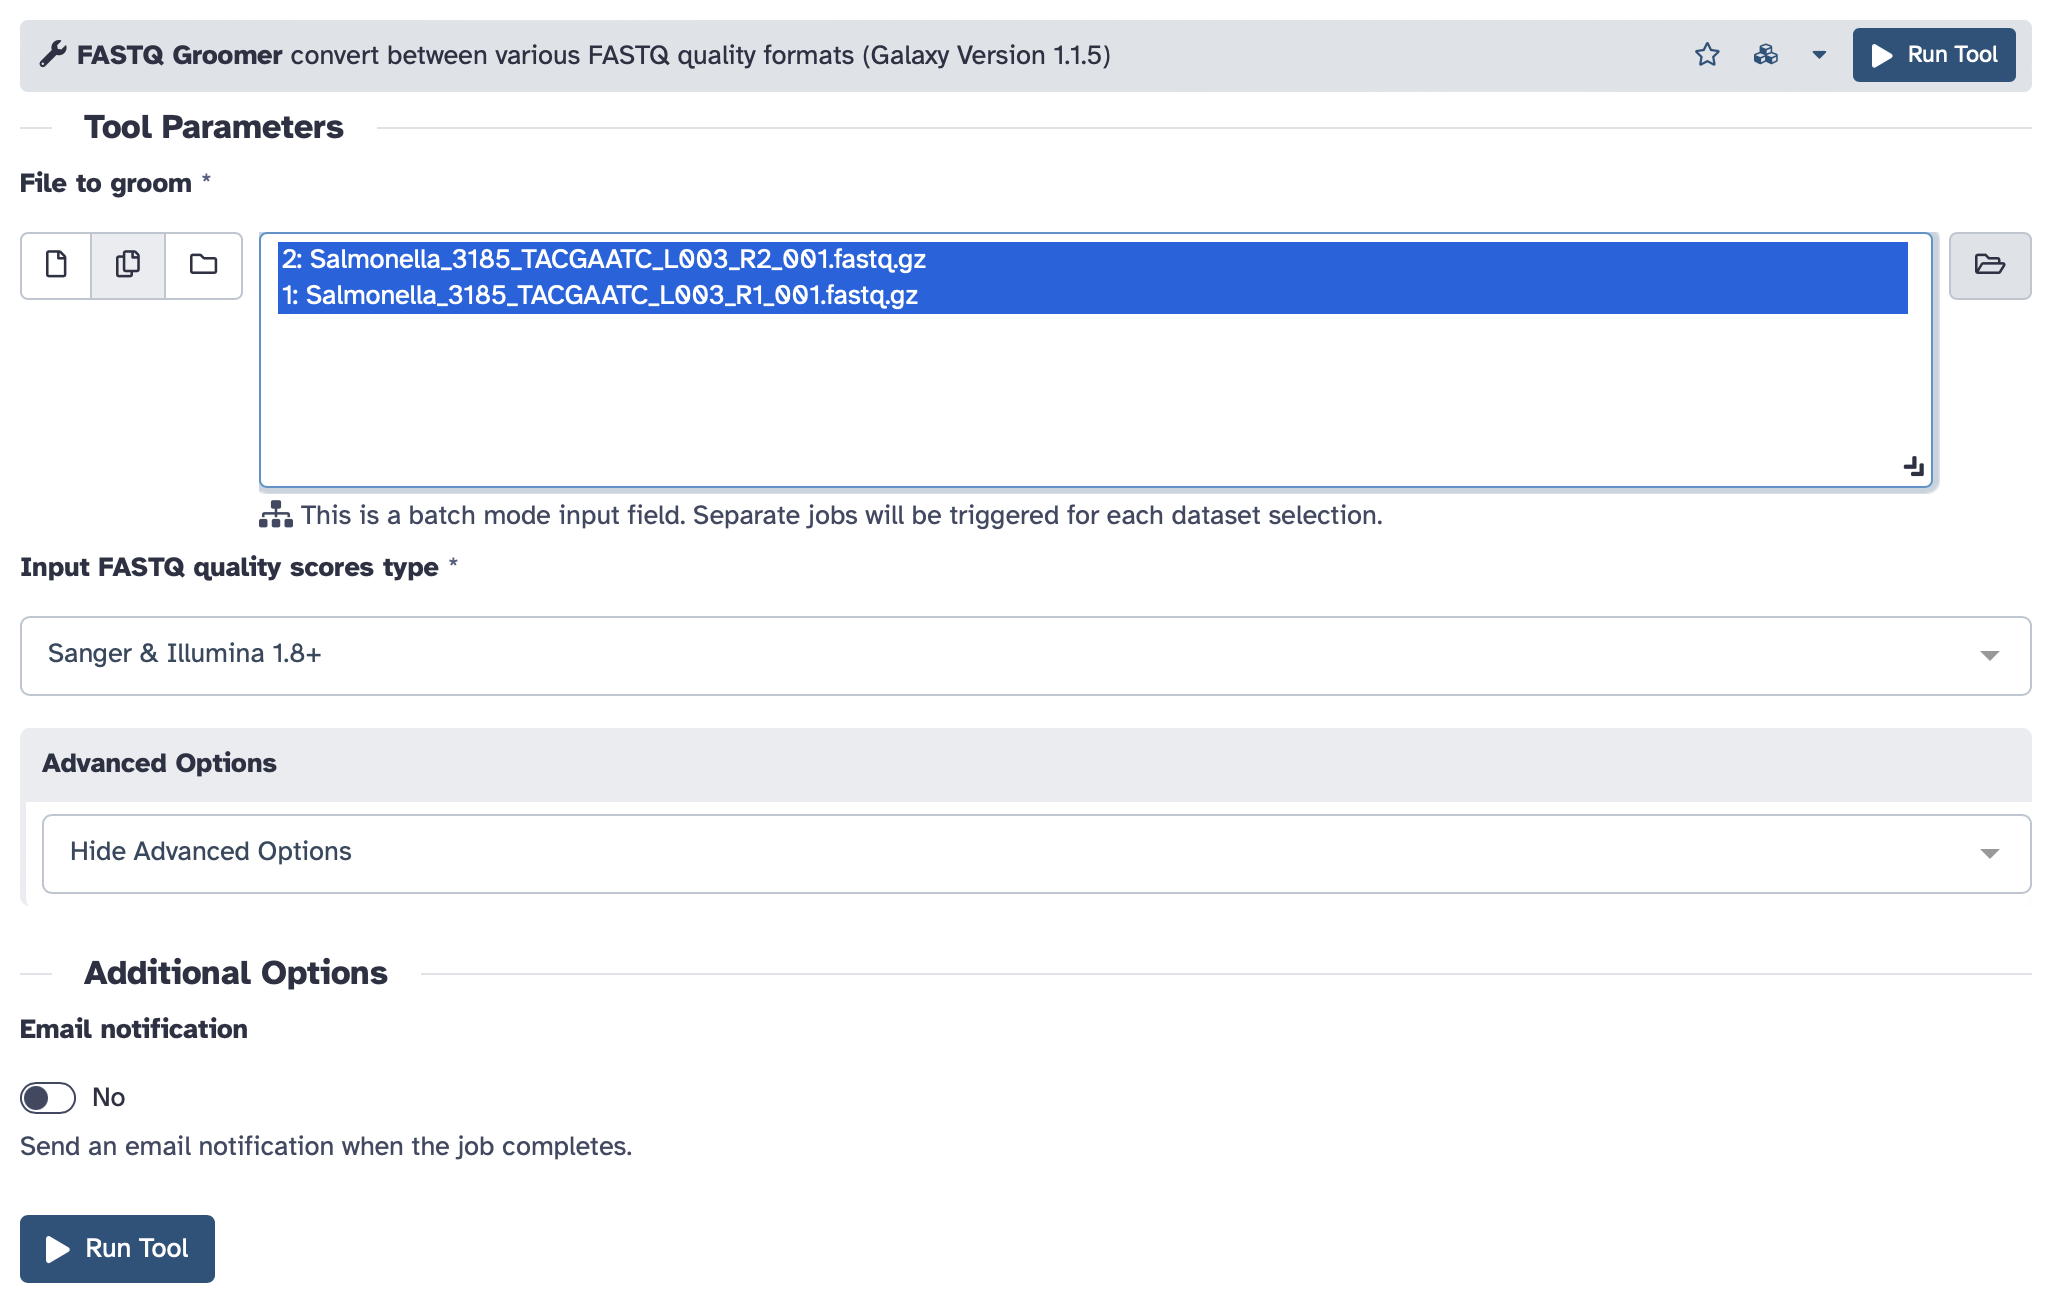 FASTQ Groomer convert between various FASTQ quality formats (Galaxy Version 1.1.5)
Run Tool
Tool Parameters
File to groom *
2: Salmonella_3185_TACGAATC_L003_R2_001.fastq.gz
1: Salmonella_3185_TACGAATC_L003_R1_001.fastq.gz
This is a batch mode input field. Separate jobs will be triggered for each dataset selection.
Input FASTQ quality scores type *
Sanger & Illumina 1.8+
Advanced Options
Hide Advanced Options
Additional Options
Email notification
No
Send an email notification when the job completes.
Run Tool